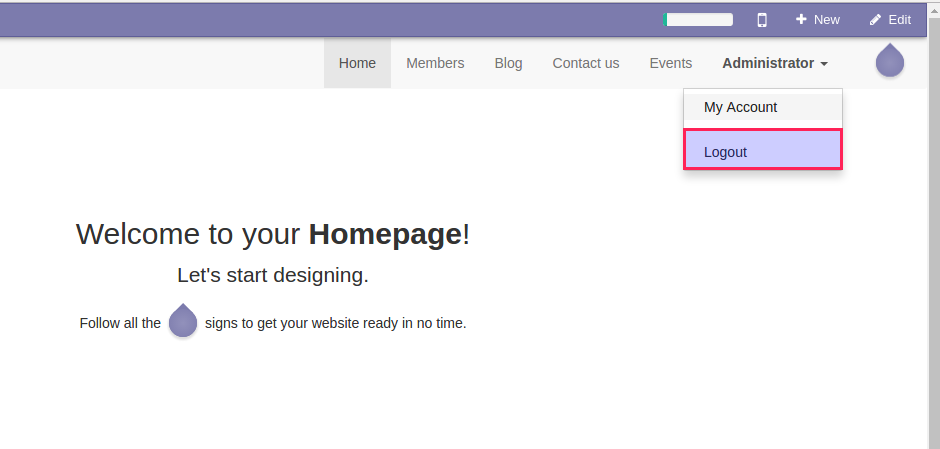 New Edit
Home Members Blog Contact us Events Administrator
My Account
Logout
Welcome to your Homepage!
Let's start designing.
Follow all the signs to get your website ready in no time.